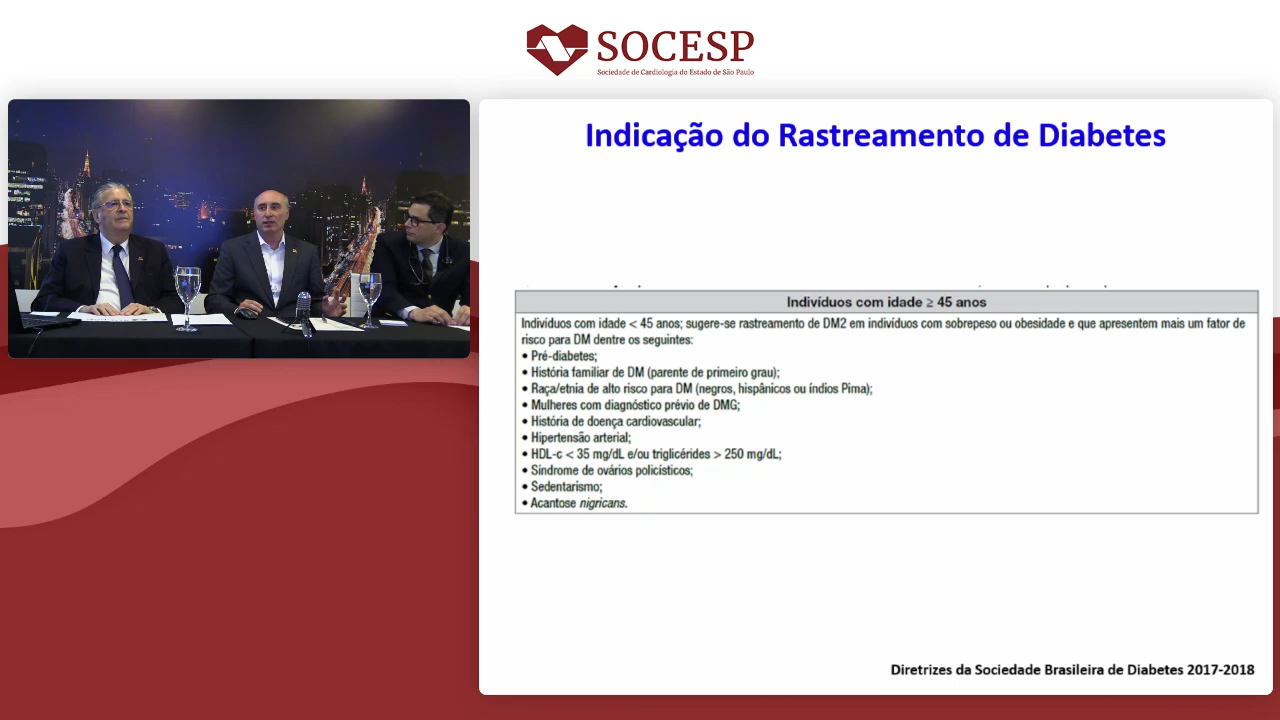 SOCESP
Sociedade de Cardiologia do Estado de São Paulo
Indicação do Rastreamento de Diabetes
Indivíduos com idade ≥ 45 anos
Indivíduos com idade < 45 anos; sugere-se rastreamento de DM2 em indivíduos com sobrepeso ou obesidade e que apresentem mais um fator de
risco para DM dentre os seguintes:
• Pré-diabetes;
• História familiar de DM (parente de primeiro grau);
• Raça/etnia de alto risco para DM (negros, hispânicos ou índios Pima);
• Mulheres com diagnóstico prévio de DMG;
• História de doença cardiovascular;
• Hipertensão arterial;
• HDL-c < 35 mg/dL e/ou triglicérides > 250 mg/dL;
• Síndrome de ovários policísticos;
• Sedentarismo;
• Acantose nigricans.
Diretrizes da Sociedade Brasileira de Diabetes 2017-2018